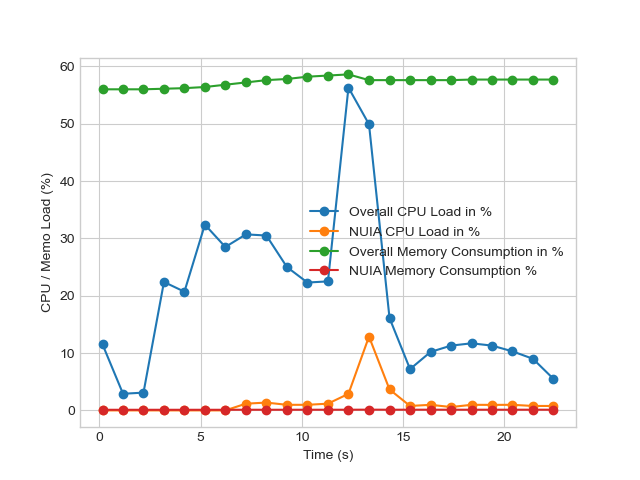 60
50
40
30
20
10
0
CPU / Memo Load (%)
Overall CPU Load in %
NUIA CPU Load in %
Overall Memory Consumption in %
NUIA Memory Consumption %
0 5 10 15 20
Time (s)